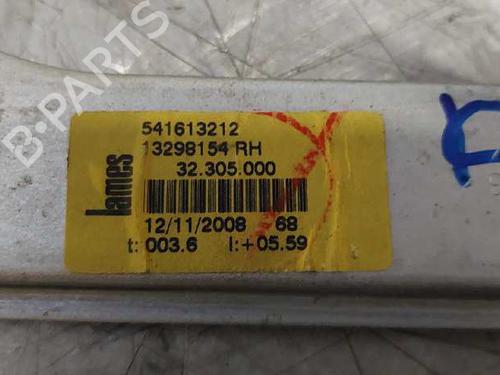 B-PARTS
lames
541613212
13298154 RH
32.305.000
12/11/2008 68
t: 003.6 l:+05.59